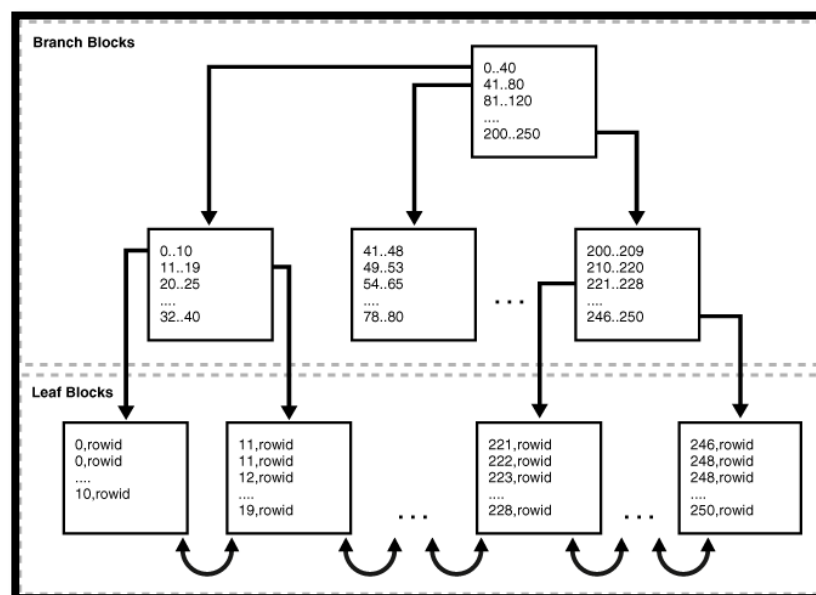 Branch Blocks
0..40
41..80
81..120
....
200..250
0..10
11..19
20..25
....
32..40
41..48
49..53
54..65
....
78..80
...
200..209
210..220
221..228
....
246..250
Leaf Blocks
0,rowid
0,rowid
....
10,rowid
11,rowid
11,rowid
12,rowid
....
19,rowid
...
221,rowid
222,rowid
223,rowid
....
228,rowid
...
246,rowid
248,rowid
248,rowid
....
250,rowid